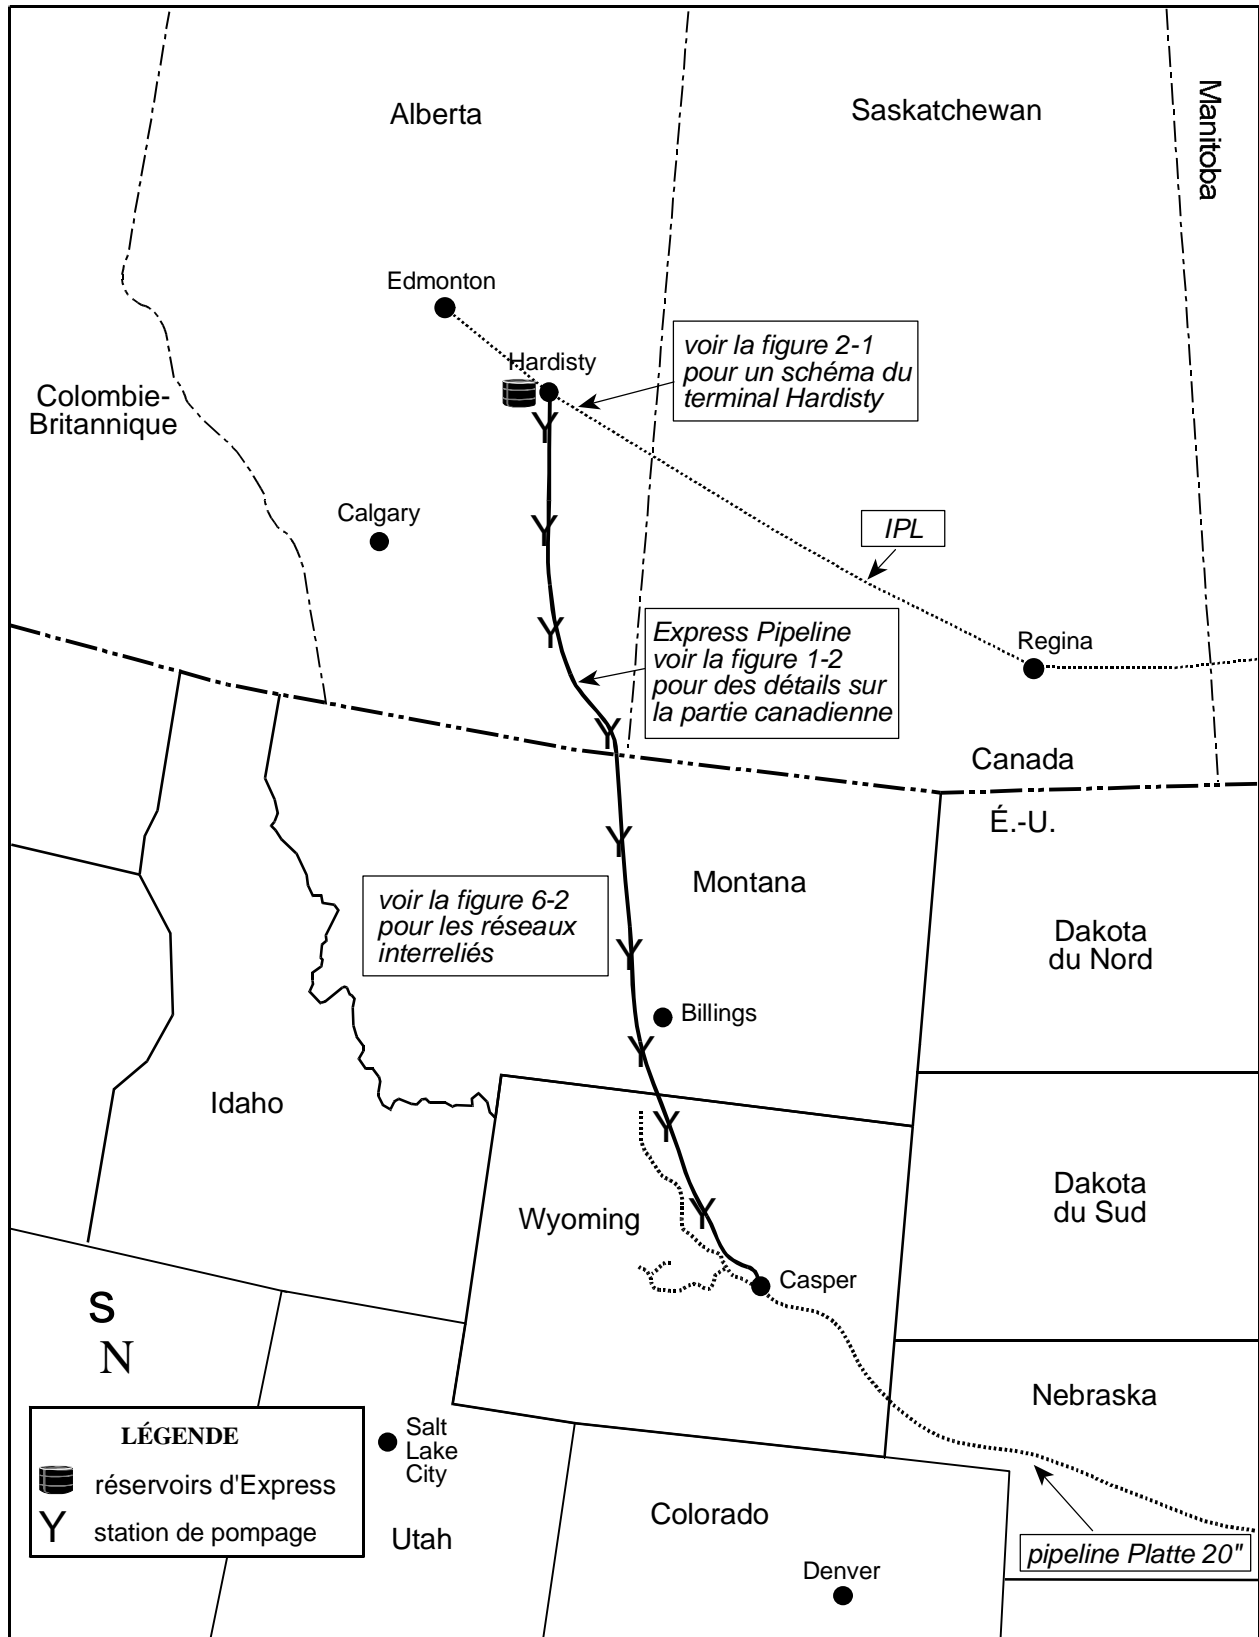 Alberta
Saskatchewan
Manitoba
Edmonton
Hardisty
voir la figure 2-1
pour un schéma du
terminal Hardisty
Colombie-
Britannique
Calgary
IPL
Express Pipeline
voir la figure 1-2
pour des détails sur
la partie canadienne
Regina
Canada
É.-U.
Montana
voir la figure 6-2
pour les réseaux
interreliés
Dakota
du Nord
Billings
Idaho
Dakota
du Sud
Wyoming
Casper
S
N
Nebraska
LÉGENDE
réservoirs d'Express
Y station de pompage
Salt
Lake
City
Utah
Colorado
pipeline Platte 20"
Denver